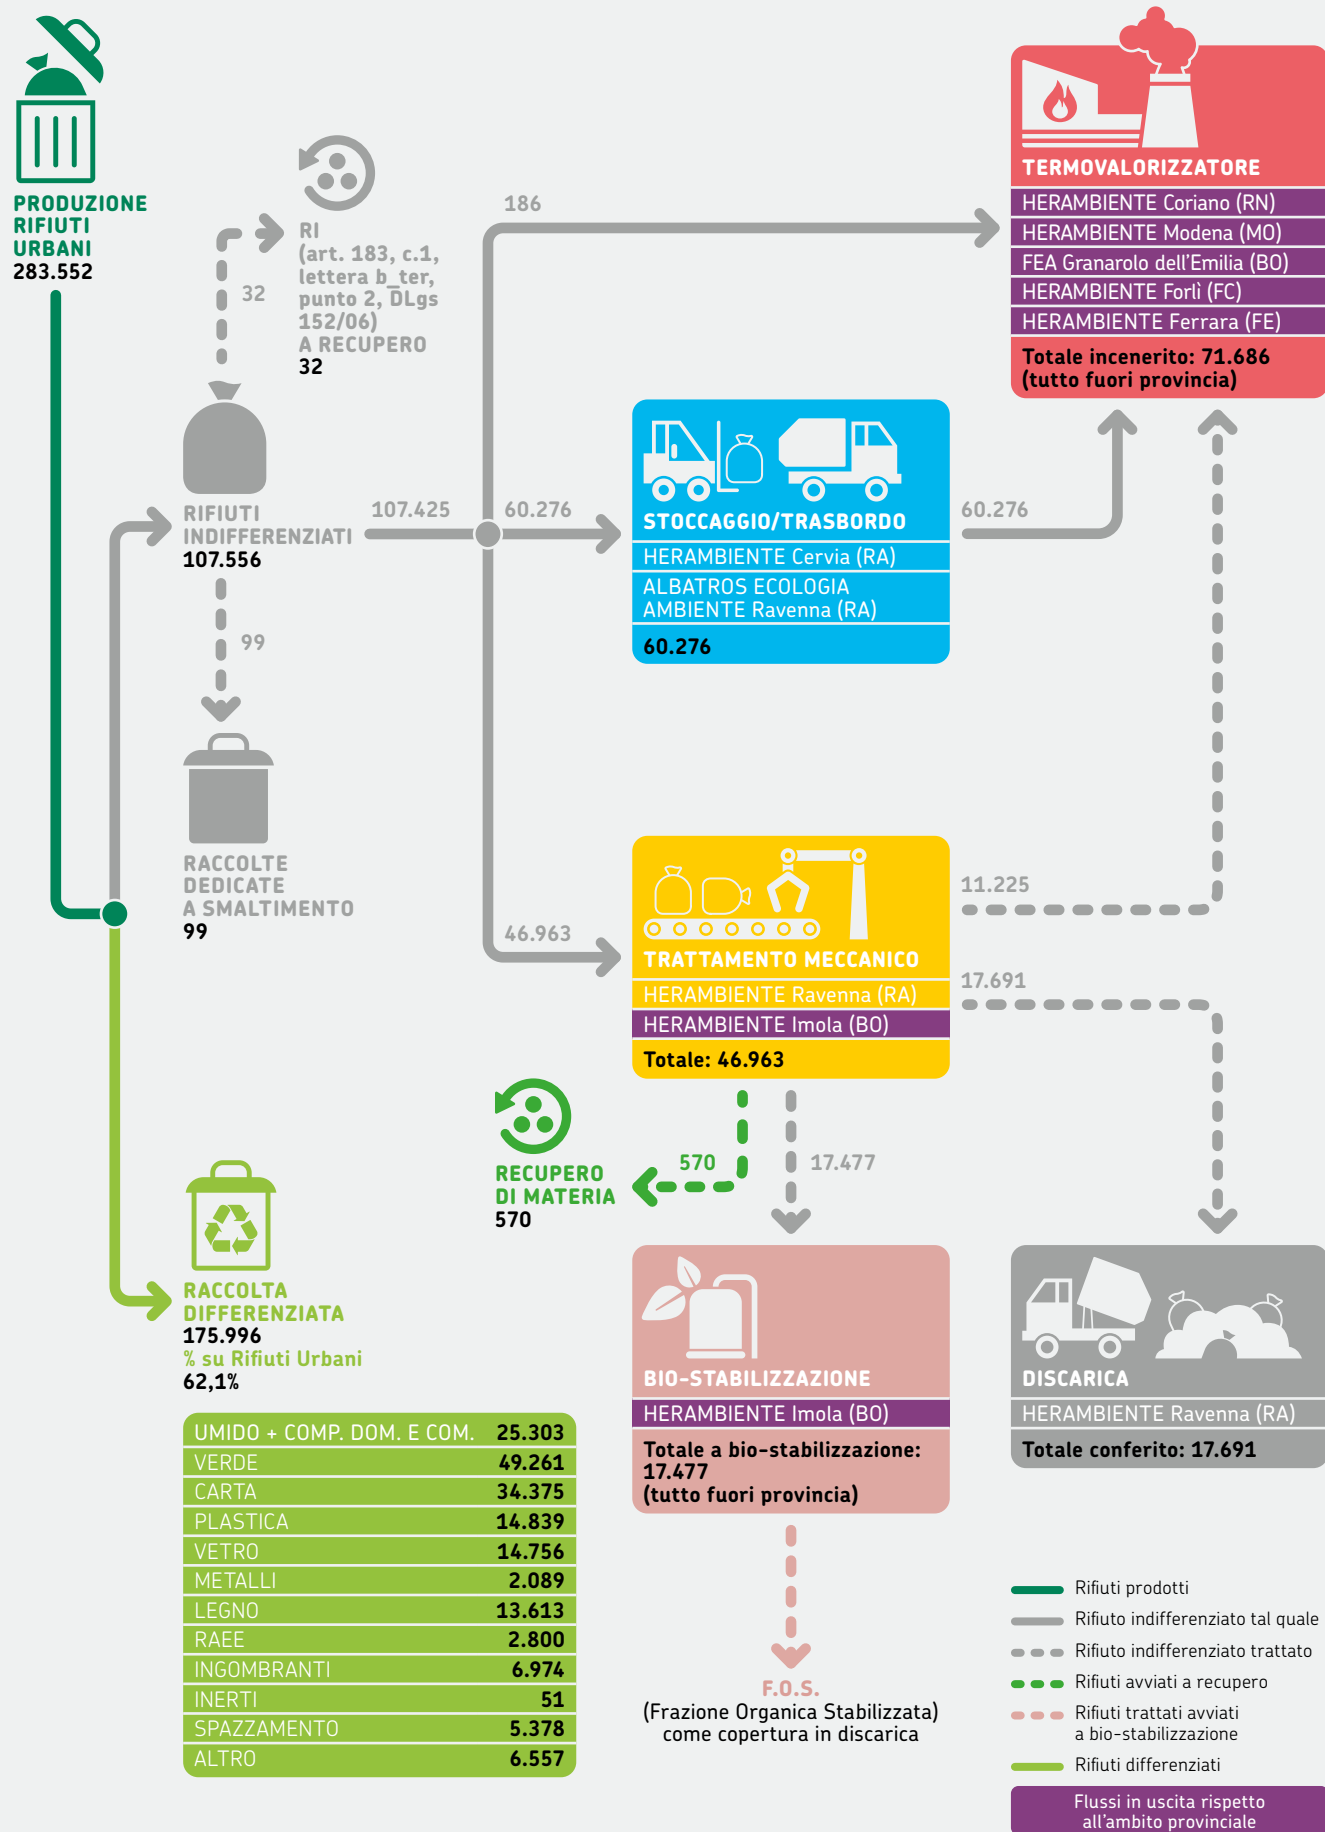 PRODUZIONE
RIFIUTI
URBANI
283.552
32
RI
(art. 183, c.1,
lettera b_ter,
punto 2, DLgs
152/06)
A RECUPERO
32
RIFIUTI
INDIFFERENZIATI
107.556
107.425
99
RACCOLTE
DEDICATE
A SMALTIMENTO
99
186
60.276
46.963
TERMOVALORIZZATORE
HERAMBIENTE Coriano (RN)
HERAMBIENTE Modena (MO)
FEA Granarolo dell'Emilia (BO)
HERAMBIENTE Forlì (FC)
HERAMBIENTE Ferrara (FE)
Totale incenerito: 71.686
(tutto fuori provincia)
STOCCAGGIO/TRASBORDO
HERAMBIENTE Cervia (RA)
ALBATROS ECOLOGIA
AMBIENTE Ravenna (RA)
60.276
60.276
TRATTAMENTO MECCANICO
HERAMBIENTE Ravenna (RA)
HERAMBIENTE Imola (BO)
Totale: 46.963
11.225
17.691
RECUPERO
DI MATERIA
570
570
17.477
BIO-STABILIZZAZIONE
HERAMBIENTE Imola (BO)
Totale a bio-stabilizzazione:
17.477
(tutto fuori provincia)
F.O.S.
(Frazione Organica Stabilizzata)
come copertura in discarica
DISCARICA
HERAMBIENTE Ravenna (RA)
Totale conferito: 17.691
RACCOLTA
DIFFERENZIATA
175.996
% su Rifiuti Urbani
62,1%
UMIDO + COMP. DOM. E COM. 25.303
VERDE 49.261
CARTA 34.375
PLASTICA 14.839
VETRO 14.756
METALLI 2.089
LEGNO 13.613
RAEE 2.800
INGOMBRANTI 6.974
INERTI 51
SPAZZAMENTO 5.378
ALTRO 6.557
Rifiuti prodotti
Rifiuto indifferenziato tal quale
Rifiuto indifferenziato trattato
Rifiuti avviati a recupero
Rifiuti trattati avviati
a bio-stabilizzazione
Rifiuti differenziati
Flussi in uscita rispetto
all'ambito provinciale